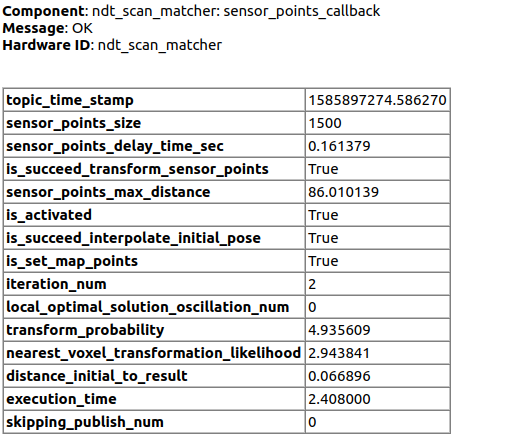 Component: ndt_scan_matcher: sensor_points_callback
Message: OK
Hardware ID: ndt_scan_matcher
topic_time_stamp 1585897274.586270
sensor_points_size 1500
sensor_points_delay_time_sec 0.161379
is_succeed_transform_sensor_points True
sensor_points_max_distance 86.010139
is_activated True
is_succeed_interpolate_initial_pose True
is_set_map_points True
iteration_num 2
local_optimal_solution_oscillation_num 0
transform_probability 4.935609
nearest_voxel_transformation_likelihood 2.943841
distance_initial_to_result 0.066896
execution_time 2.408000
skipping_publish_num 0